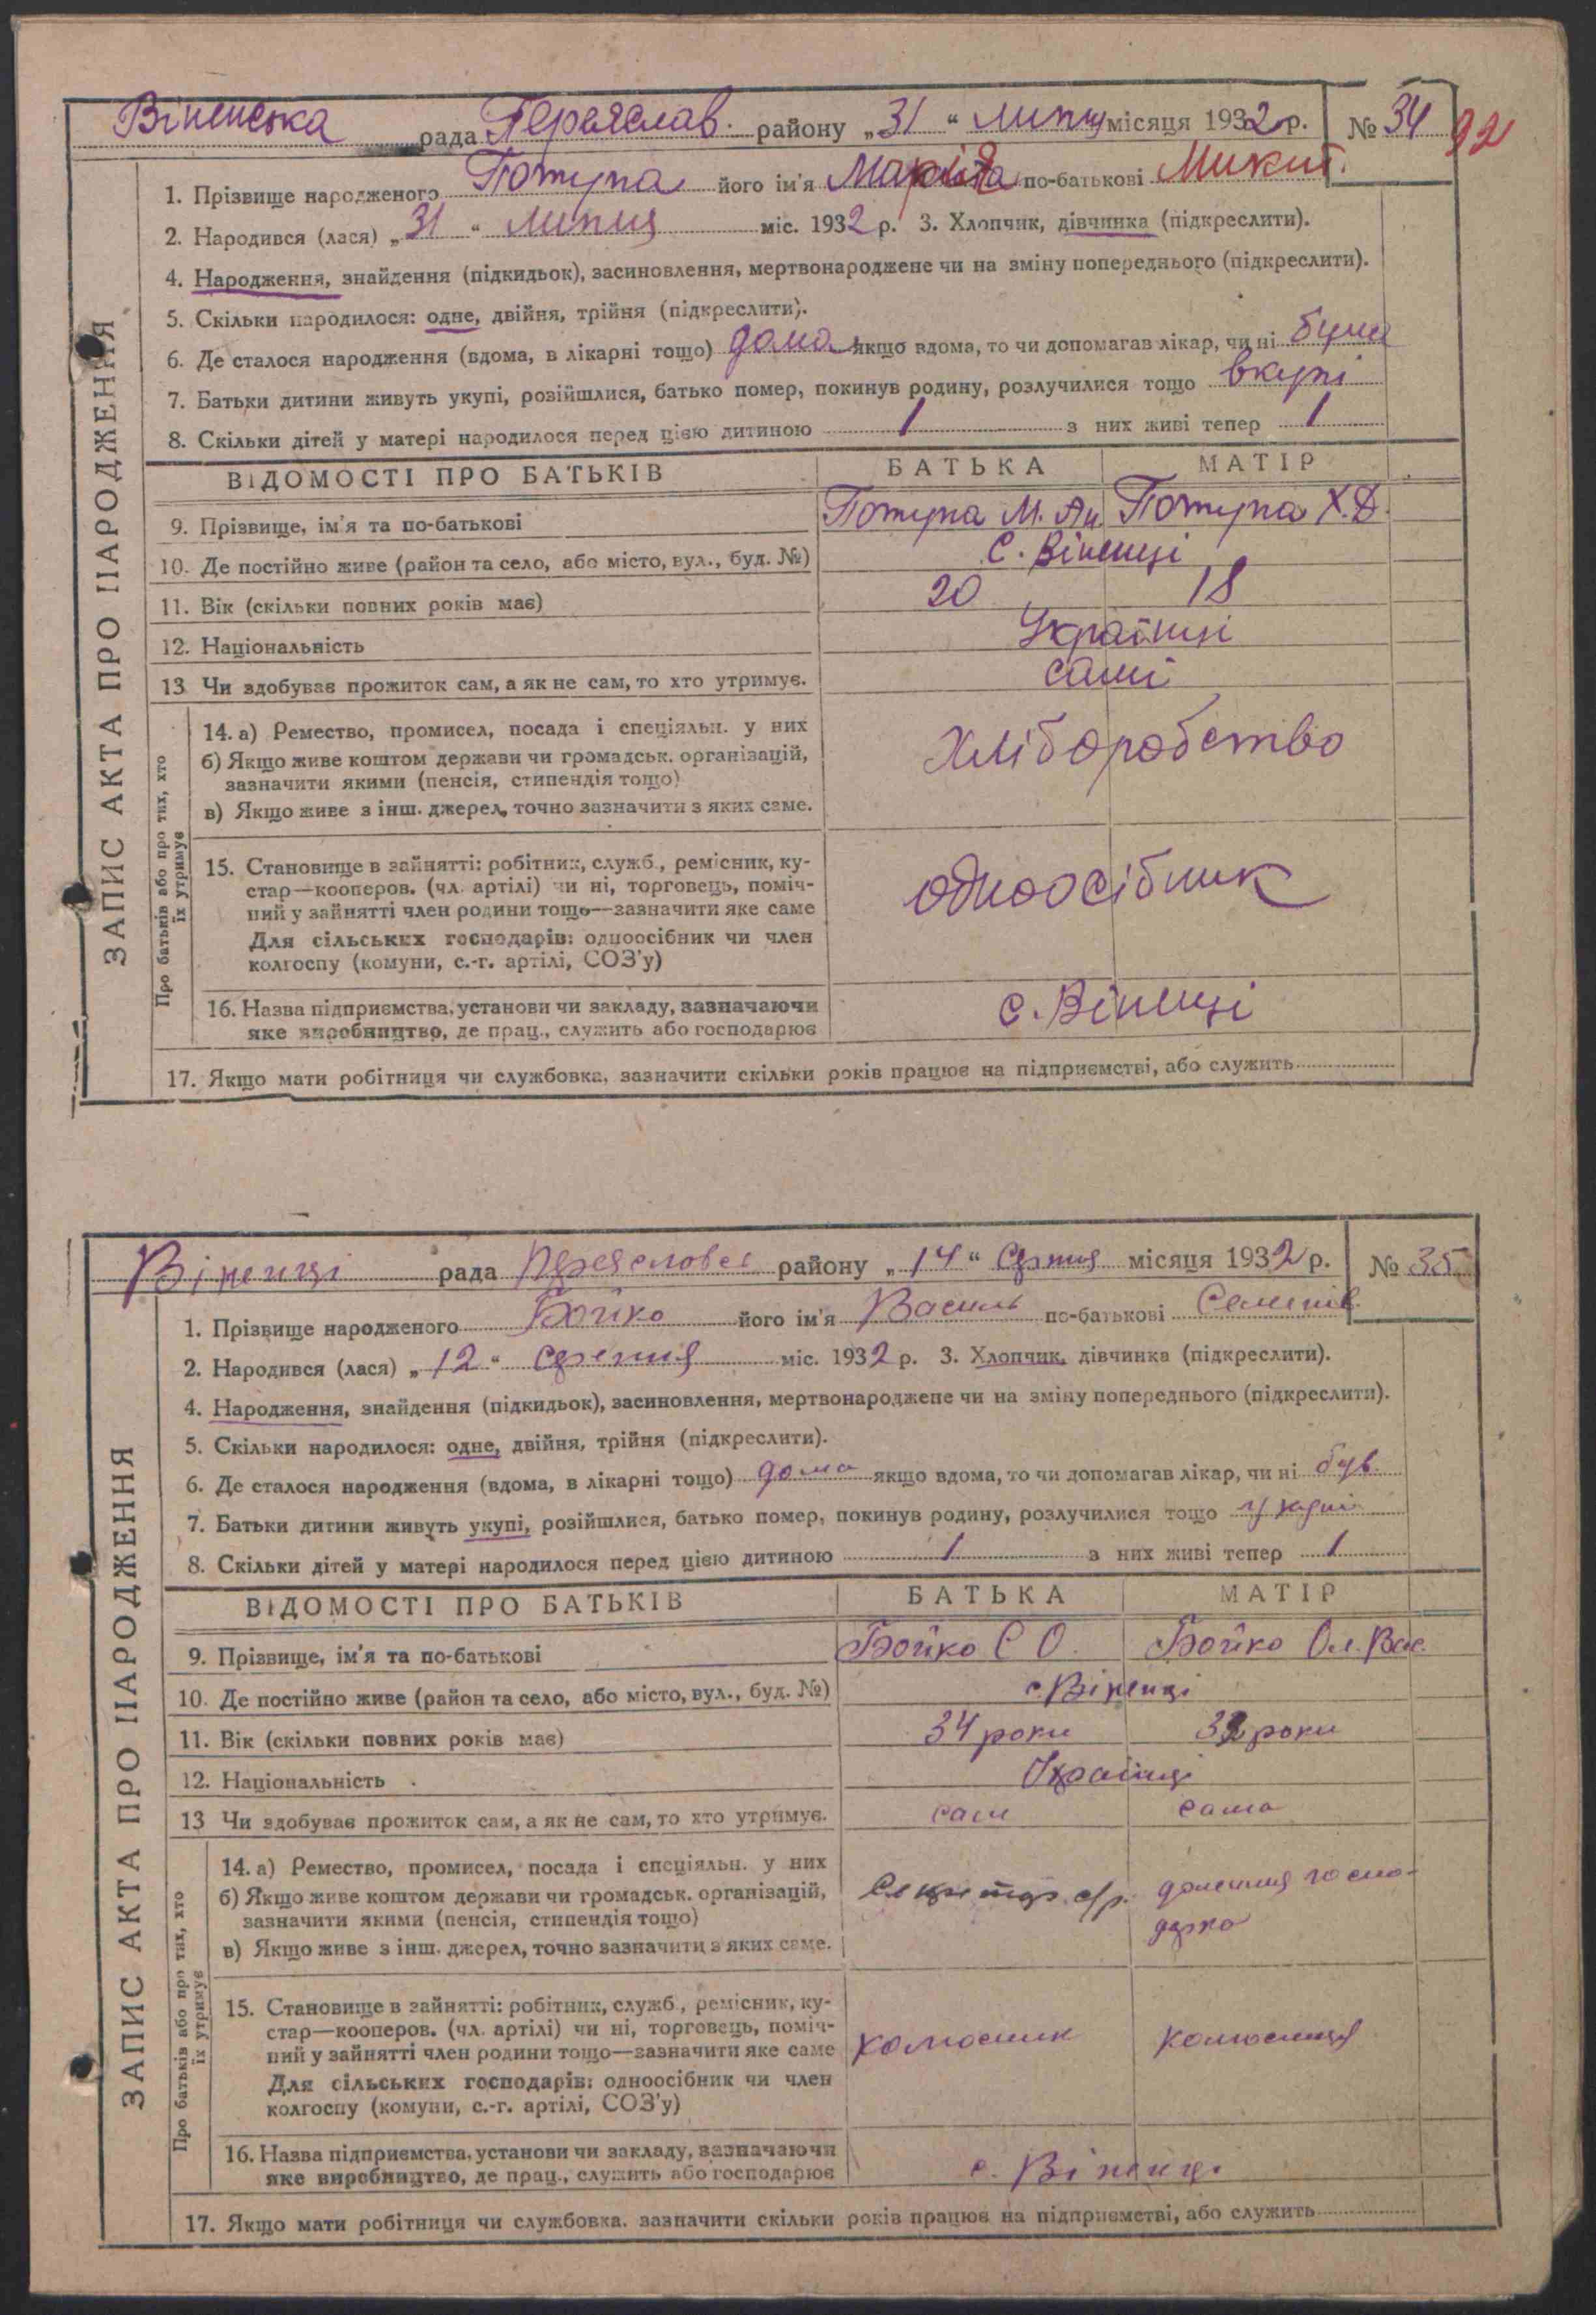 Віненська рада Переяслав. району „31“ липня місяця 1932 р. № 34 92
1. Прізвище народженого Потупа його ім'я Марія по-батькові Микит.
2. Народився (лася) „31“ липня міс. 1932 р. 3. Хлопчик, дівчинка (підкреслити).
4. Народження, знайдення (підкидьок), засиновлення, мертвонароджене чи на зміну попереднього (підкреслити).
5. Скільки народилося: одне, двійня, трійня (підкреслити).
6. Де сталося народження (вдома, в лікарні тощо) дома якщо вдома, то чи допомагав лікар, чи ні
7. Батьки дитини живуть укупі, розійшлися, батько помер, покинув родину, розлучилися тощо вкупі
8. Скільки дітей у матері народилося перед цією дитиною 1 з них живі тепер 1
ВІДОМОСТІ ПРО БАТЬКІВ БАТЬКА МАТІР
9. Прізвище, ім'я та по-батькові Потупа М. Ан. Потупа Х.Д.
10. Де постійно живе (район та село, або місто, вул., буд. №) с. Віненці
11. Вік (скільки повних років має) 20 18
12. Національність Українці
13 Чи здобуває прожиток сам, а як не сам, то хто утримує. самі
14. а) Ремество, промисел, посада і спеціяльн. у них
б) Якщо живе коштом держави чи громадськ. організацій,
зазначити якими (пенсія, стипендія тощо)
в) Якщо живе з інш. джерел, точно зазначити з яких саме.
хліборобство
15. Становище в зайнятті: робітник, служб., ремісник, ку-
стар—кооперов. (чл. артілі) чи ні, торговець, поміч-
ний у зайнятті член родини тощо—зазначити яке саме
Для сільських господарів: одноосібник чи член
колгоспу (комуни, с.-г. артілі, СОЗ'у)
одноосібник
16. Назва підприємства, установи чи закладу, зазначаючи
яке виробництво, де прац., служить або господарює
с. Віненці
17. Якщо мати робітниця чи службовка, зазначити скільки років працює на підприємстві, або служить
ЗАПИС АКТА ПРО НАРОДЖЕННЯ
Про батьків або про тих, хто
їх утримує
Віненці рада Переяславс району „14“ Серпня місяця 1932 р. № 35
1. Прізвище народженого Бойко його ім'я Василь по-батькові Семенів
2. Народився (лася) „12“ серпня міс. 1932 р. 3. Хлопчик, дівчинка (підкреслити).
4. Народження, знайдення (підкидьок), засиновлення, мертвонароджене чи на зміну попереднього (підкреслити).
5. Скільки народилося: одне, двійня, трійня (підкреслити).
6. Де сталося народження (вдома, в лікарні тощо) дома якщо вдома, то чи допомагав лікар, чи ні був.
7. Батьки дитини живуть укупі, розійшлися, батько помер, покинув родину, розлучилися тощо укупі
8. Скільки дітей у матері народилося перед цією дитиною 1 з них живі тепер 1
ВІДОМОСТІ ПРО БАТЬКІВ БАТЬКА МАТІР
9. Прізвище, ім'я та по-батькові Бойко С О. Бойко Ол. Вас.
10. Де постійно живе (район та село, або місто, вул., буд. №) с. Віненці
11. Вік (скільки повних років має) 34 роки 32 роки
12. Національність Українці
13 Чи здобуває прожиток сам, а як не сам, то хто утримує. сам сама
14. а) Ремество, промисел, посада і спеціяльн. у них
б) Якщо живе коштом держави чи громадськ. організацій,
зазначити якими (пенсія, стипендія тощо)
в) Якщо живе з інш. джерел, точно зазначити з яких саме.
Секретар с/р. домашня госпо-
дарка
15. Становище в зайнятті: робітник, служб., ремісник, ку-
стар—кооперов. (чл. артілі) чи ні, торговець, поміч-
ний у зайнятті член родини тощо—зазначити яке саме
Для сільських господарів: одноосібник чи член
колгоспу (комуни, с.-г. артілі, СОЗ'у)
16. Назва підприємства, установи чи закладу, зазначаючи
яке виробництво, де прац., служить або господарює
с. Віненці
17. Якщо мати робітниця чи службовка, зазначити скільки років працює на підприємстві, або служить
ЗАПИС АКТА ПРО НАРОДЖЕННЯ
Про батьків або про тих, хто
їх утримує